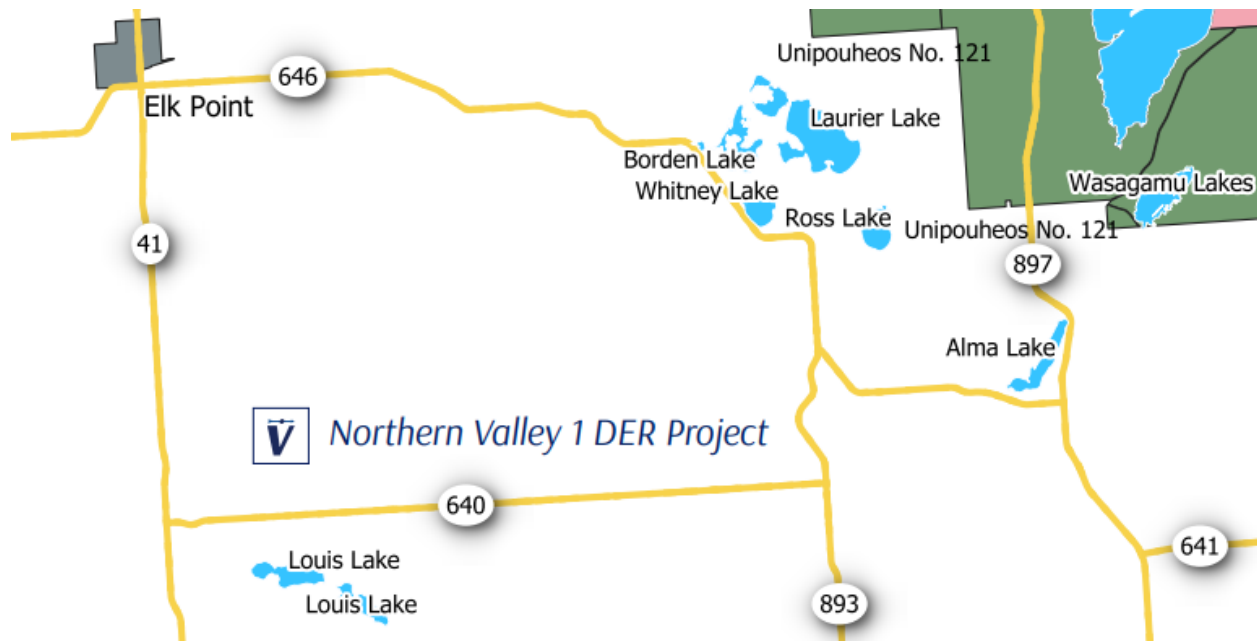 Unipouheos No. 121
646
Elk Point
Laurier Lake
Borden Lake
Whitney Lake
Wasagamu Lakes
Ross Lake
Unipouheos No. 121
41
897
Alma Lake
V Northern Valley 1 DER Project
640
641
Louis Lake
Louis Lake
893